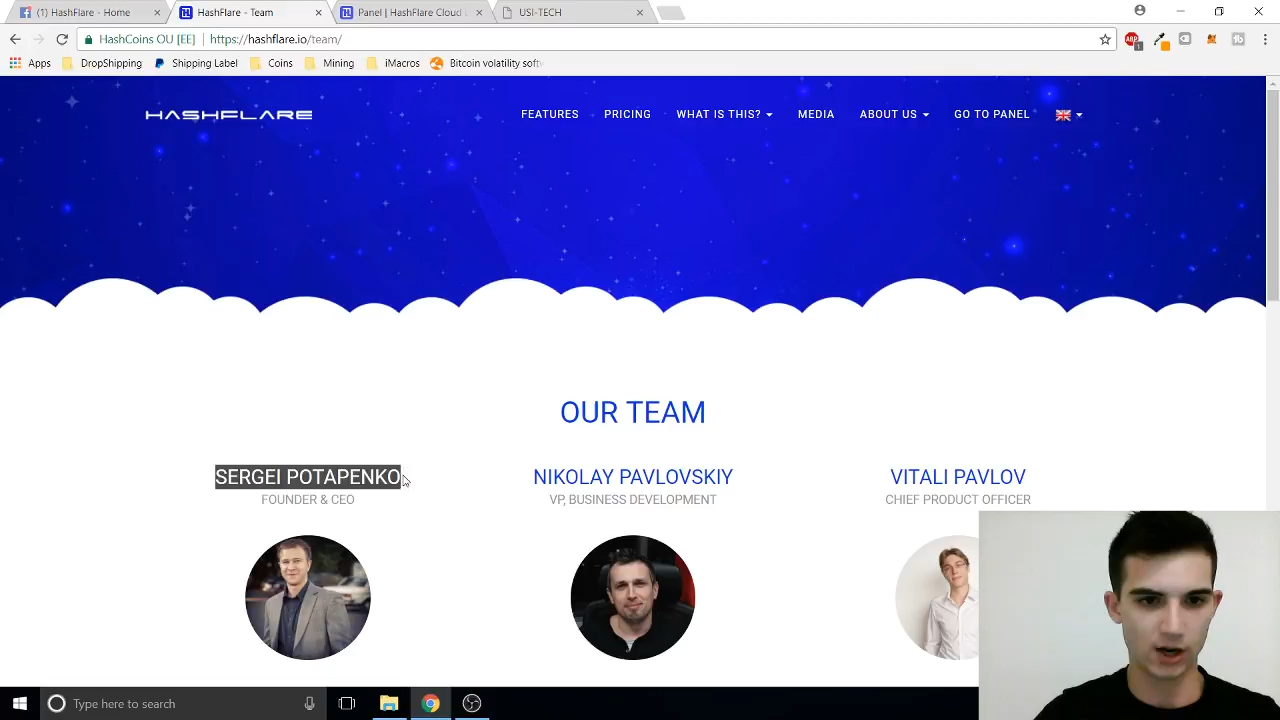 (1) HashFlare - Home
HashFlare - Team
Panel | HashFlare Cloud
USI-TECH
HashCoins OU [EE]
https://hashflare.io/team/
ABP
1
Apps
DropShipping
Shipping Label
Coins
Mining
iMacros
Bitcoin volatility soft
HASHFLARE
FEATURES
PRICING
WHAT IS THIS?
MEDIA
ABOUT US
GO TO PANEL
OUR TEAM
SERGEI POTAPENKO
FOUNDER & CEO
NIKOLAY PAVLOVSKIY
VP, BUSINESS DEVELOPMENT
VITALI PAVLOV
CHIEF PRODUCT OFFICER
Type here to search